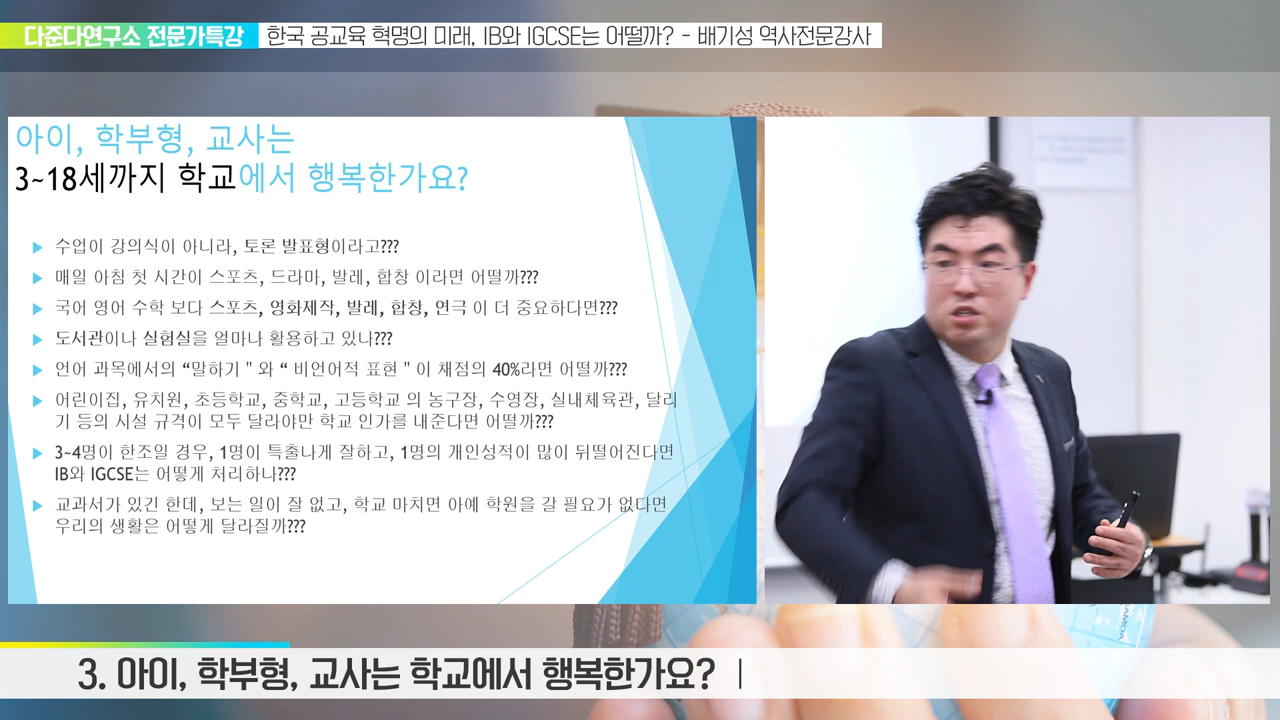 다준다연구소 전문가특강 한국 공교육 혁명의 미래, IB와 IGCSE는 어떨까? - 배기성 역사전문강사
아이, 학부형, 교사는
3~18세까지 학교에서 행복한가요?
▶ 수업이 강의식이 아니라, 토론 발표형이라고???
▶ 매일 아침 첫 시간이 스포츠, 드라마, 발레, 합창 이라면 어떨까???
▶ 국어 영어 수학 보다 스포츠, 영화제작, 발레, 합창, 연극 이 더 중요하다면???
▶ 도서관이나 실험실을 얼마나 활용하고 있나???
▶ 언어 과목에서의 “말하기 " 와 “ 비언어적 표현 " 이 채점의 40%라면 어떨까???
▶ 어린이집, 유치원, 초등학교, 중학교, 고등학교 의 농구장, 수영장, 실내체육관, 달리
기 등의 시설 규격이 모두 달라야만 학교 인가를 내준다면 어떨까???
▶ 3~4명이 한조일 경우, 1명이 특출나게 잘하고, 1명의 개인성적이 많이 뒤떨어진다면
IB와 IGCSE는 어떻게 처리하나???
▶ 교과서가 있긴 한데, 보는 일이 잘 없고, 학교 마치면 아예 학원을 갈 필요가 없다면
우리의 생활은 어떻게 달라질까???
SAMOA
3. 아이, 학부형, 교사는 학교에서 행복한가요?